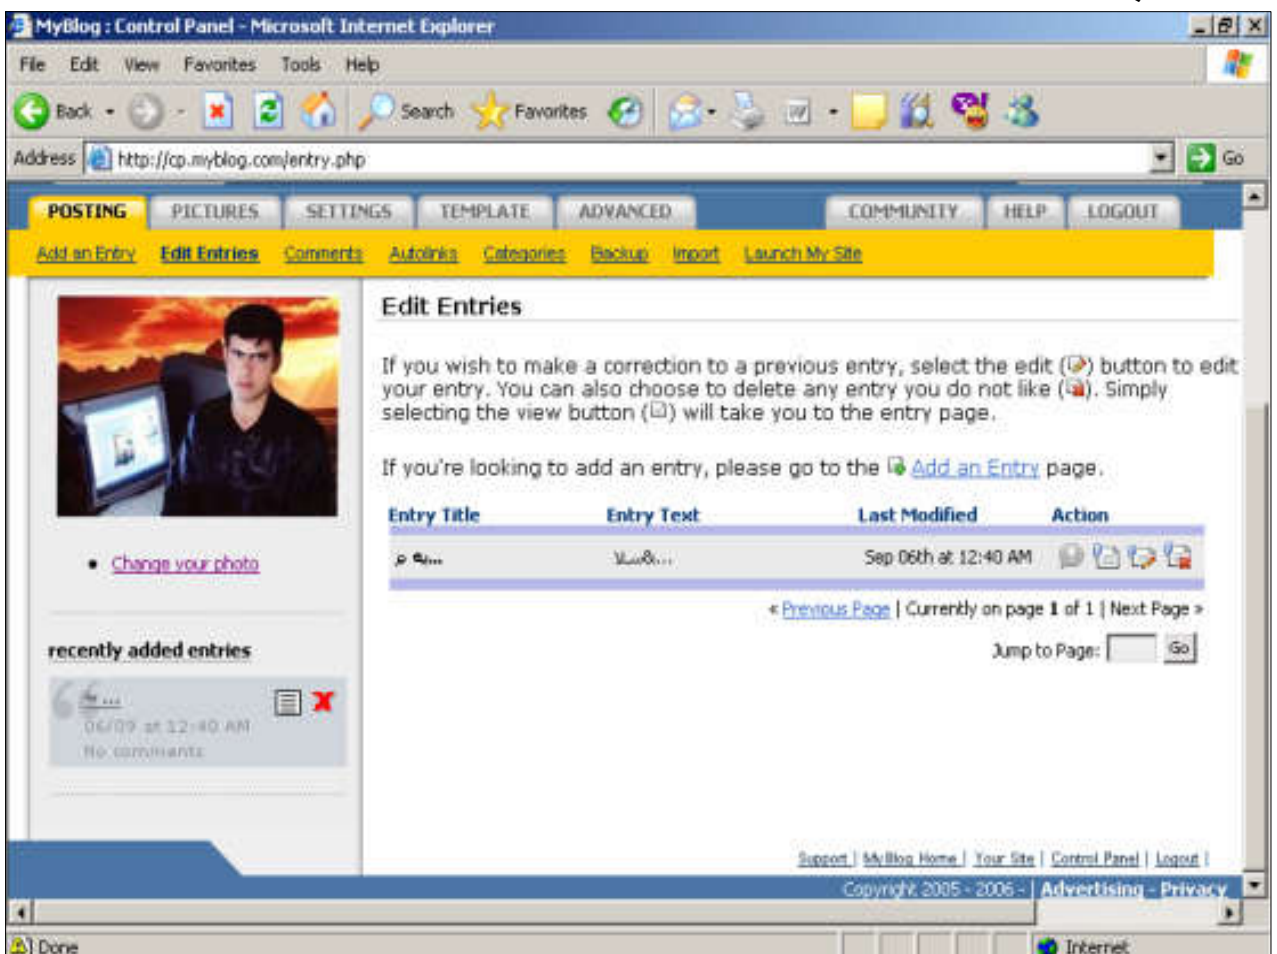 MyBlog : Control Panel - Microsoft Internet Explorer
File Edit View Favorites Tools Help
Back Search Favorites
Address http://cp.myblog.com/entry.php Go
POSTING PICTURES SETTINGS TEMPLATE ADVANCED COMMUNITY HELP LOGOUT
Add an Entry Edit Entries Comments Autolinks Categories Backup Import Launch My Site
Edit Entries
If you wish to make a correction to a previous entry, select the edit () button to edit
your entry. You can also choose to delete any entry you do not like (). Simply
selecting the view button () will take you to the entry page.
If you're looking to add an entry, please go to the Add an Entry page.
Entry Title Entry Text Last Modified Action
Sep 06th at 12:40 AM
« Previous Page | Currently on page 1 of 1 | Next Page »
Jump to Page: Go
Change your photo
recently added entries
06/09 at 12:40 AM
No comments
Support | MyBlog Home | Your Site | Control Panel | Logout |
Copyright 2005 - 2006 - | Advertising - Privacy
Done Internet